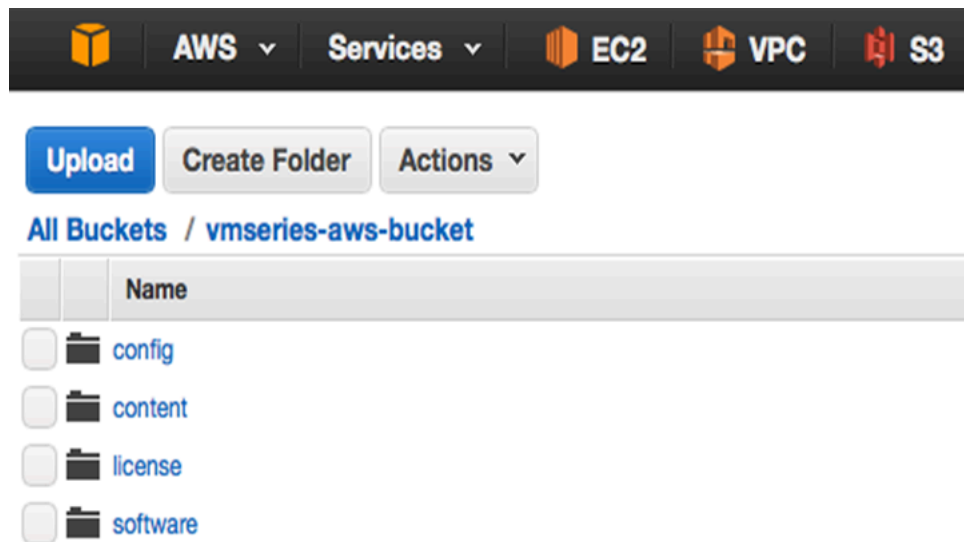 AWS Services EC2 VPC S3
Upload Create Folder Actions
All Buckets / vmseries-aws-bucket
Name
config
content
license
software